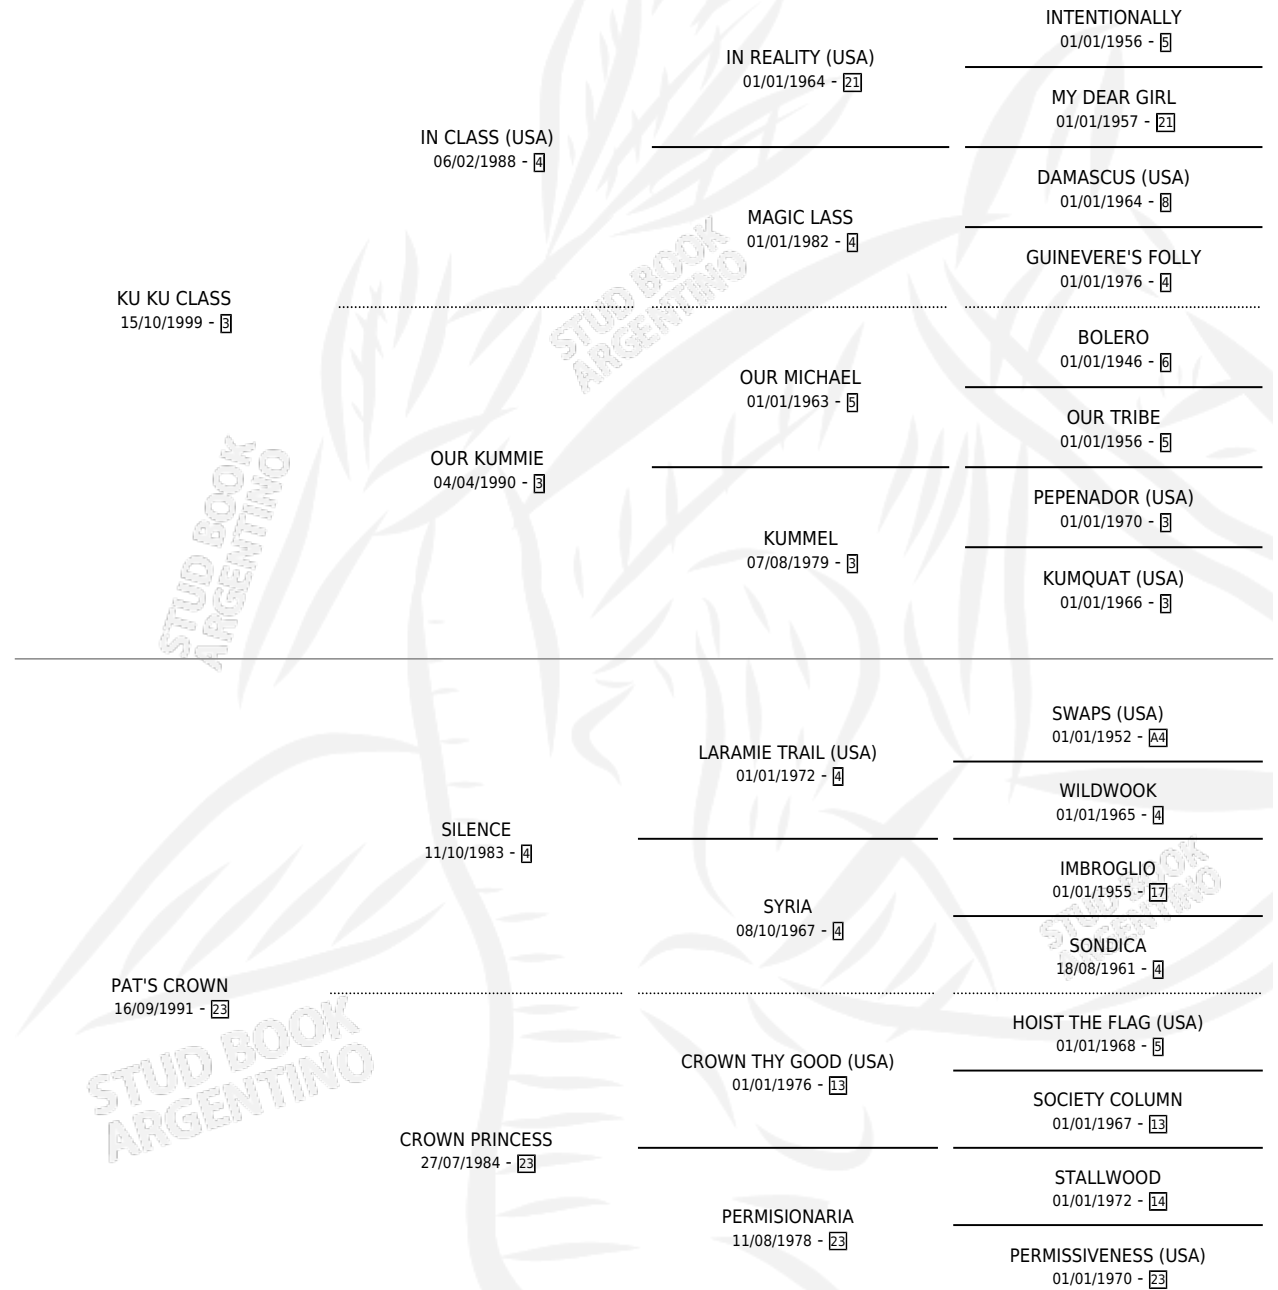 INTENTIONALLY
01/01/1956 - 5
IN REALITY (USA)
01/01/1964 - 21
MY DEAR GIRL
01/01/1957 - 21
IN CLASS (USA)
06/02/1988 - 4
DAMASCUS (USA)
01/01/1964 - 8
MAGIC LASS
01/01/1982 - 4
GUINEVERE'S FOLLY
01/01/1976 - 4
KU KU CLASS
15/10/1999 - 3
BOLERO
01/01/1946 - 6
OUR MICHAEL
01/01/1963 - 5
OUR TRIBE
01/01/1956 - 5
OUR KUMMIE
04/04/1990 - 3
PEPENADOR (USA)
01/01/1970 - 3
KUMMEL
07/08/1979 - 3
KUMQUAT (USA)
01/01/1966 - 3
SWAPS (USA)
01/01/1952 - A4
LARAMIE TRAIL (USA)
01/01/1972 - 4
WILDWOOK
01/01/1965 - 4
SILENCE
11/10/1983 - 4
IMBROGLIO
01/01/1955 - 17
SYRIA
08/10/1967 - 4
SONDICA
18/08/1961 - 4
PAT'S CROWN
16/09/1991 - 23
HOIST THE FLAG (USA)
01/01/1968 - 5
CROWN THY GOOD (USA)
01/01/1976 - 13
SOCIETY COLUMN
01/01/1967 - 13
CROWN PRINCESS
27/07/1984 - 23
STALLWOOD
01/01/1972 - 14
PERMISIONARIA
11/08/1978 - 23
PERMISSIVENESS (USA)
01/01/1970 - 23
STUD BOOK
ARGENTINO
STUD BOOK
ARGENTINO
STUD BOOK
ARGENTINO
STUD BOOK
ARGENTINO